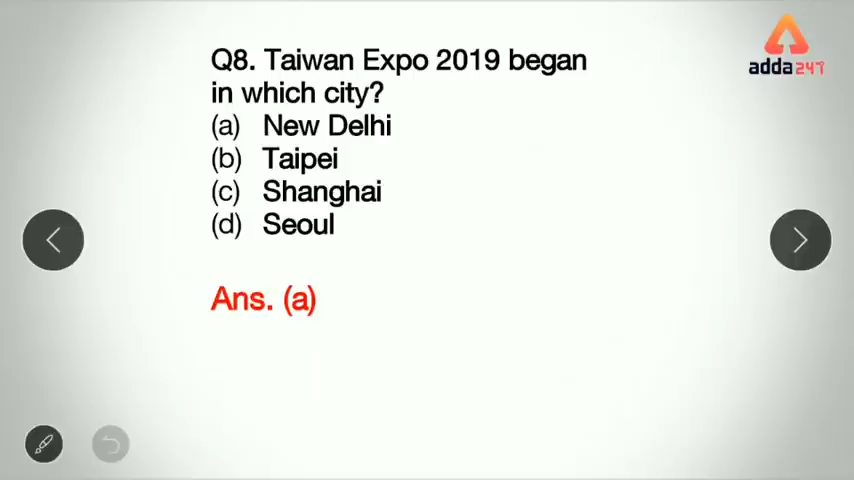 Q8. Taiwan Expo 2019 began
in which city?
(a) New Delhi
(b) Taipei
(c) Shanghai
(d) Seoul
Ans. (a)
adda247